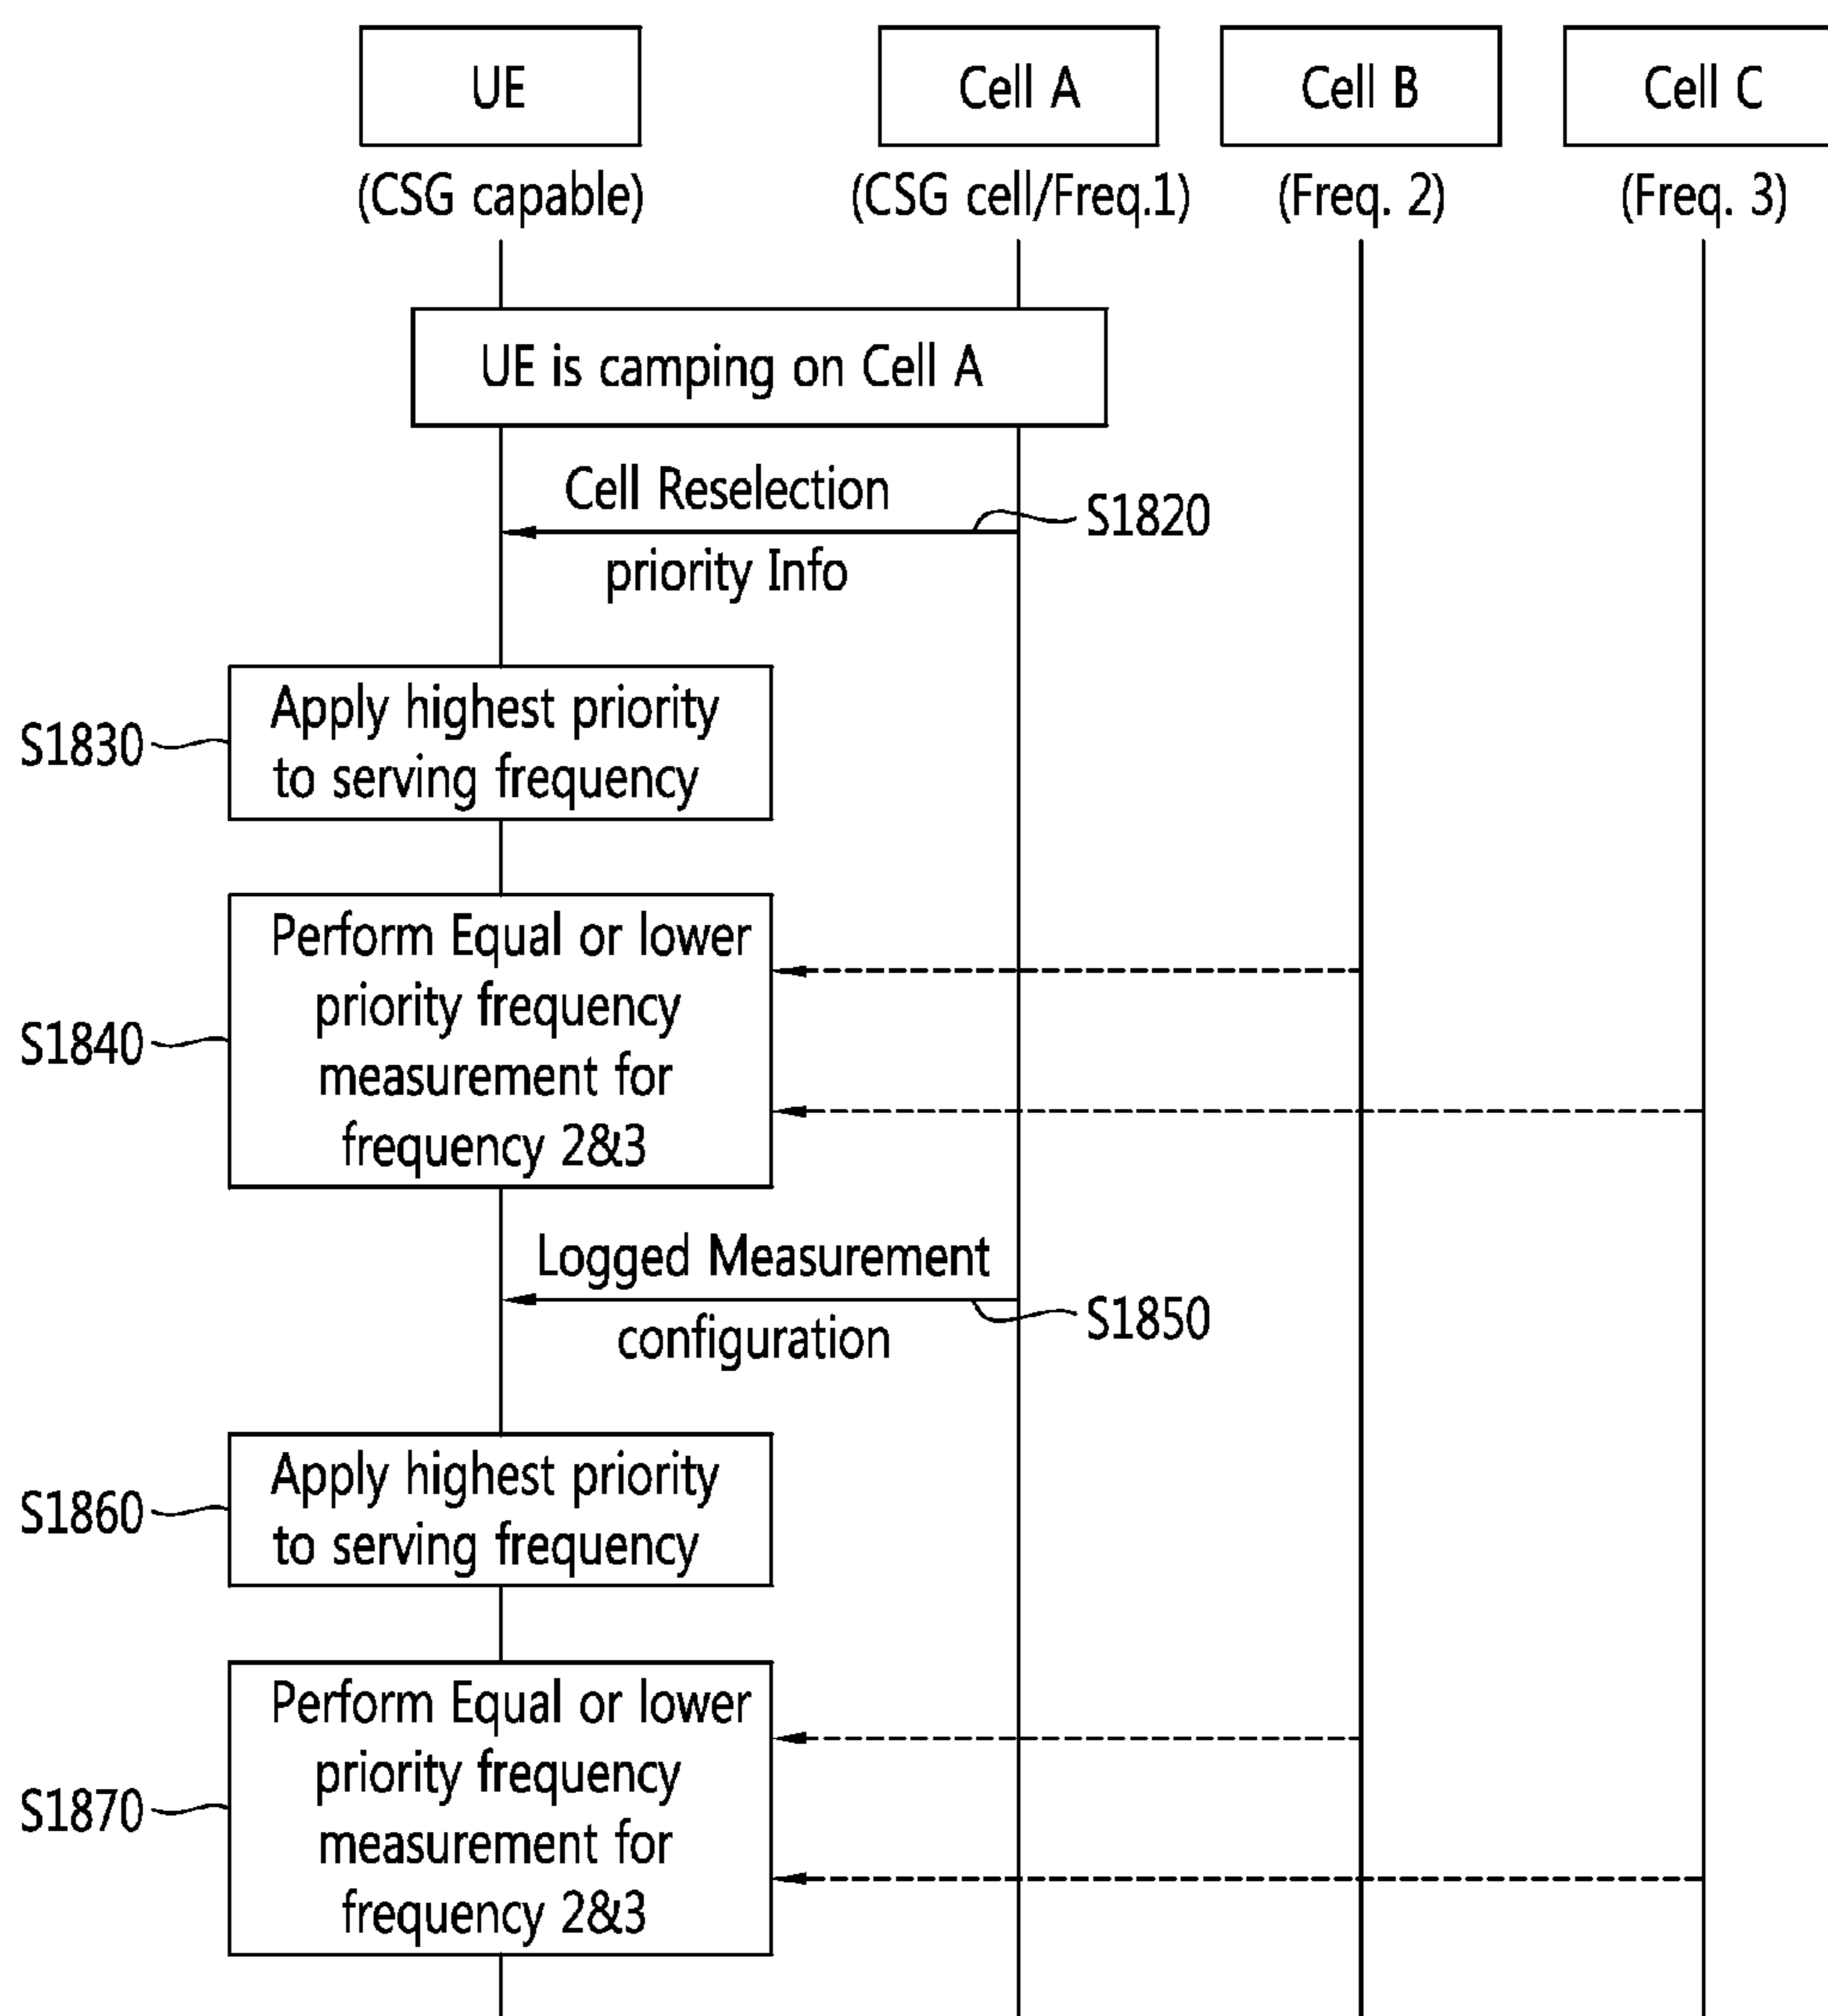 UE
Cell A
Cell B
Cell C
(CSG capable)
(CSG cell/Freq.1)
(Freq. 2)
(Freq. 3)
UE is camping on Cell A
Cell Reselection
priority Info
S1820
S1830
Apply highest priority
to serving frequency
S1840
Perform Equal or lower
priority frequency
measurement for
frequency 2&3
Logged Measurement
configuration
S1850
S1860
Apply highest priority
to serving frequency
S1870
Perform Equal or lower
priority frequency
measurement for
frequency 2&3